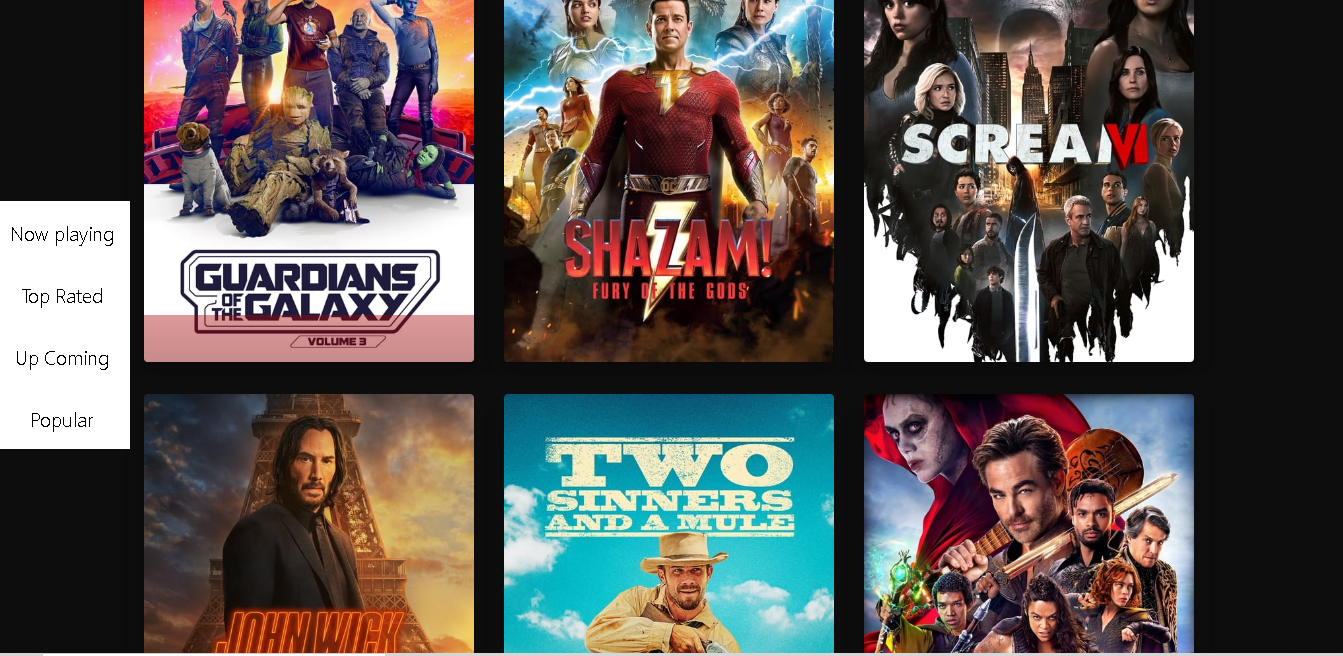 Now playing
Top Rated
Up Coming
Popular
GUARDIANS
OF THE GALAXY
VOLUME 3
SHAZAM!
FURY OF THE GODS
DC
SCREAM VI
JOHN WICK
TWO
SINNERS
AND A MULE